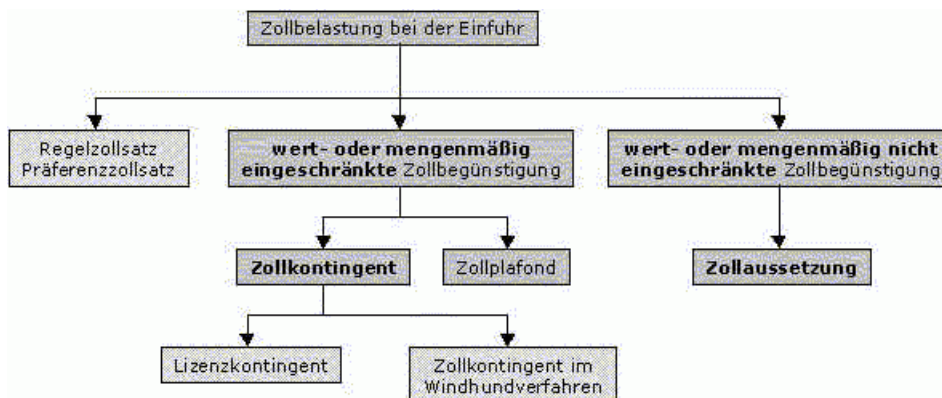 Zollbelastung bei der Einfuhr
Regelzollsatz
Präferenzzollsatz
wert- oder mengenmäßig
eingeschränkte Zollbegünstigung
wert- oder mengenmäßig nicht
eingeschränkte Zollbegünstigung
Zollkontingent
Zollplafond
Zollaussetzung
Lizenzkontingent
Zollkontingent im
Windhundverfahren